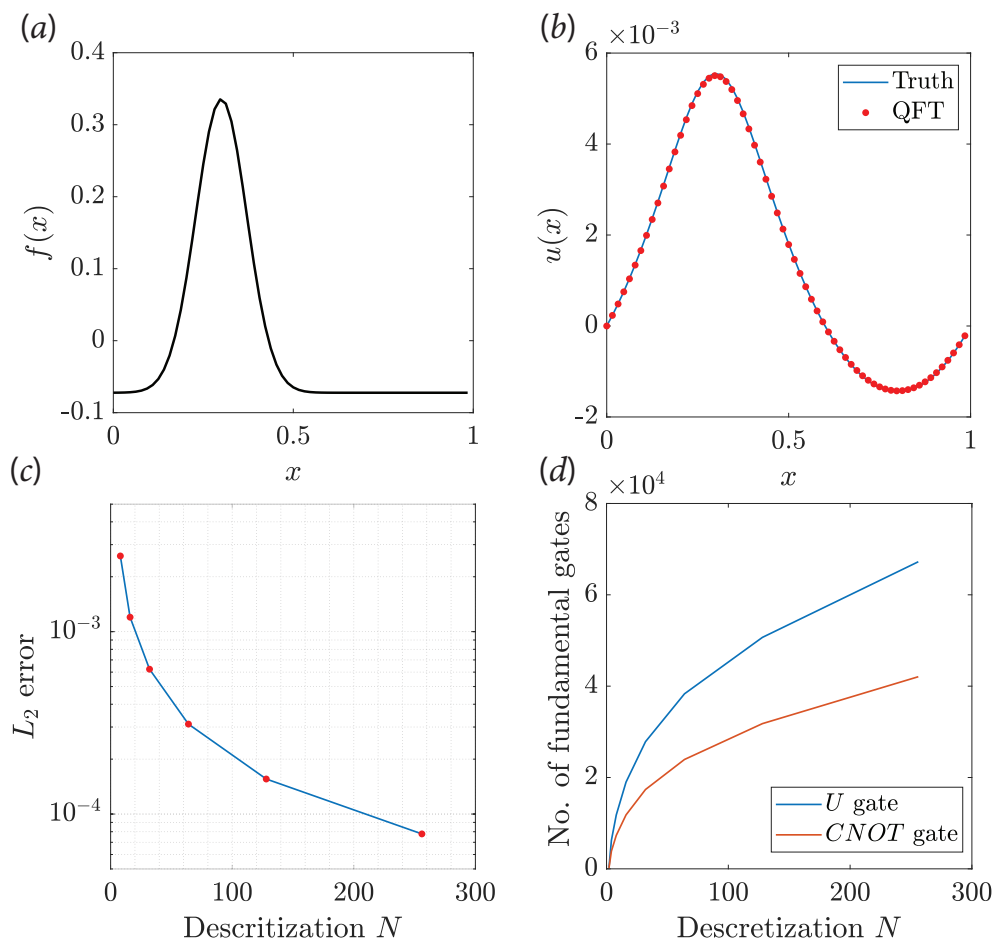 (a)
0.4
0.3
0.2
0.1
0
-0.1
f(x)
0
0.5
1
x
(b)
×10⁻³
6
4
2
0
-2
u(x)
Truth
QFT
0
0.5
1
x
(c)
10⁻³
10⁻⁴
L₂ error
0
100
200
300
Descritization N
(d)
×10⁴
8
6
4
2
0
No. of fundamental gates
U gate
CNOT gate
0
100
200
300
Descretization N